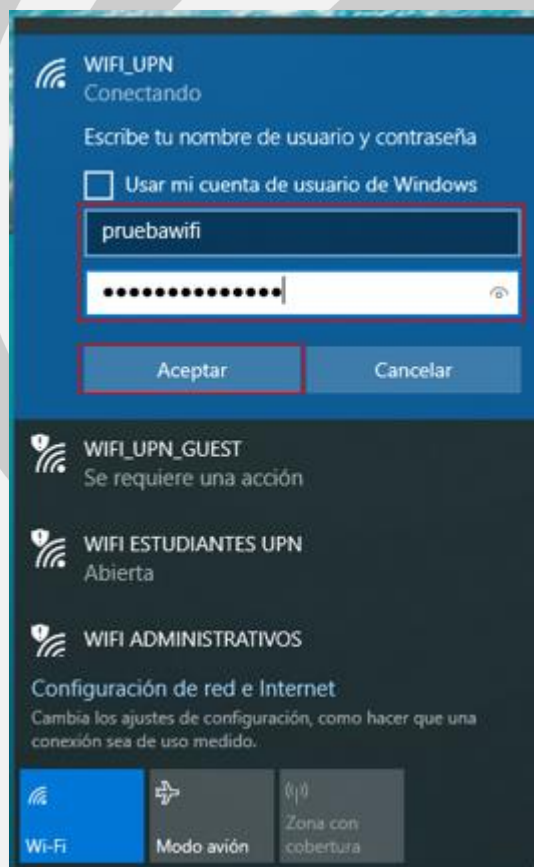 WIFI_UPN
Conectando
Escribe tu nombre de usuario y contraseña
Usar mi cuenta de usuario de Windows
pruebawifi
••••••••••••••
Aceptar
Cancelar
WIFI_UPN_GUEST
Se requiere una acción
WIFI ESTUDIANTES UPN
Abierta
WIFI ADMINISTRATIVOS
Configuración de red e Internet
Cambia los ajustes de configuración, como hacer que una
conexión sea de uso medido.
Wi-Fi
Modo avión
Zona con
cobertura